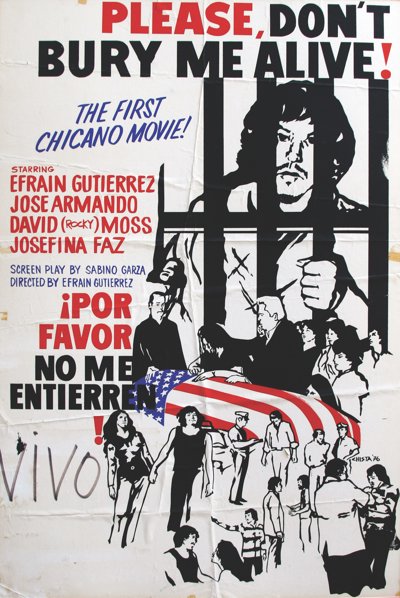 PLEASE, DON'T
BURY ME ALIVE!
THE FIRST
CHICANO MOVIE!
STARRING
EFRAIN GUTIERREZ
JOSE ARMANDO
DAVID (ROCKY) MOSS
JOSEFINA FAZ
SCREEN PLAY BY SABINO GARZA
DIRECTED BY EFRAIN GUTIERREZ
¡POR
FAVOR
NO ME
ENTIERREN
!
VIVO